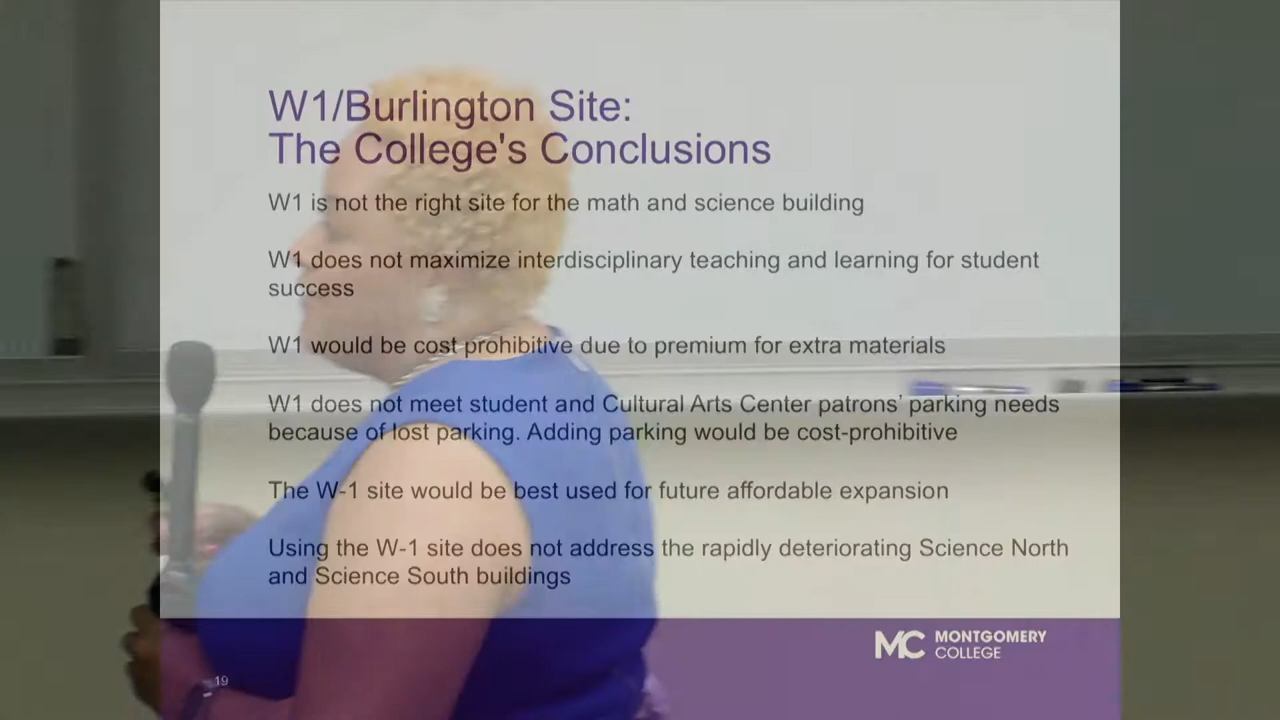 W1/Burlington Site:
The College's Conclusions
W1 is not the right site for the math and science building
W1 does not maximize interdisciplinary teaching and learning for student
success
W1 would be cost prohibitive due to premium for extra materials
W1 does not meet student and Cultural Arts Center patrons’ parking needs
because of lost parking. Adding parking would be cost-prohibitive
The W-1 site would be best used for future affordable expansion
Using the W-1 site does not address the rapidly deteriorating Science North
and Science South buildings
MC MONTGOMERY
COLLEGE
19